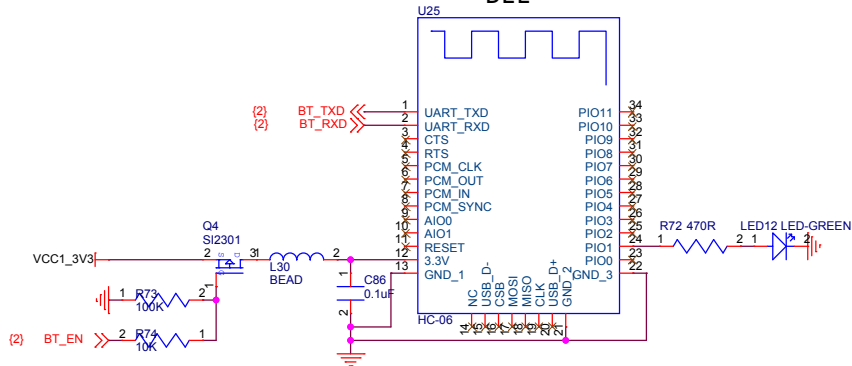 U25
1 UART_TXD PIO11 34
2 UART_RXD PIO10 33
3 CTS PIO9 32
4 RTS PIO8 31
5 PCM_CLK PIO7 30
6 PCM_OUT PIO6 29
7 PCM_IN PIO5 28
8 PCM_SYNC PIO4 27
9 AIO0 PIO3 26
10 AIO1 PIO2 25
11 RESET PIO1 24
12 3.3V PIO0 23
13 GND_1 GND_3 22
{2} BT_TXD
{2} BT_RXD
R72 470R
1 2
LED12 LED-GREEN
1 2
Q4
SI2301
VCC1_3V3
2 S D 3
1
1 2
L30
BEAD
1
C86
0.1uF
2
R73
1 2
100K
{2} BT_EN
R74
2 1
10K
NC
USB_D-
CSB
MOSI
MISO
CLK
USB_D+
GND_2
14
15
16
17
18
19
20
21
HC-06